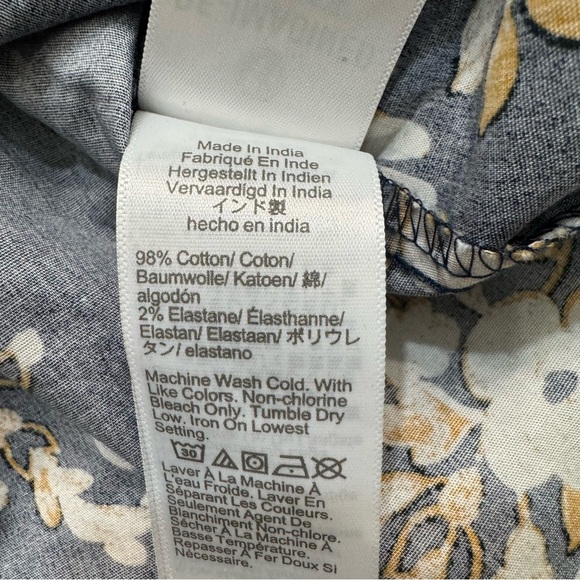 Made In India
Fabriqué En Inde
Hergestellt In Indien
Vervaardigd In India
インド製
hecho en india
98% Cotton/ Coton/
Baumwolle/ Katoen/ 綿/
algodón
2% Elastane/ Élasthanne/
Elastan/ Elastaan/ ポリウレ
タン/ elastano
Machine Wash Cold. With
Like Colors. Non-chlorine
Bleach Only. Tumble Dry
Low. Iron On Lowest
Setting.
30
Laver À La Machine À
L'eau Froide. Laver En
Séparant Les Couleurs.
Seulement Agent De
Blanchiment Non-chlore.
Sécher À La Machine À
Basse Température.
Repasser À Fer Doux Si
Nécessaire.